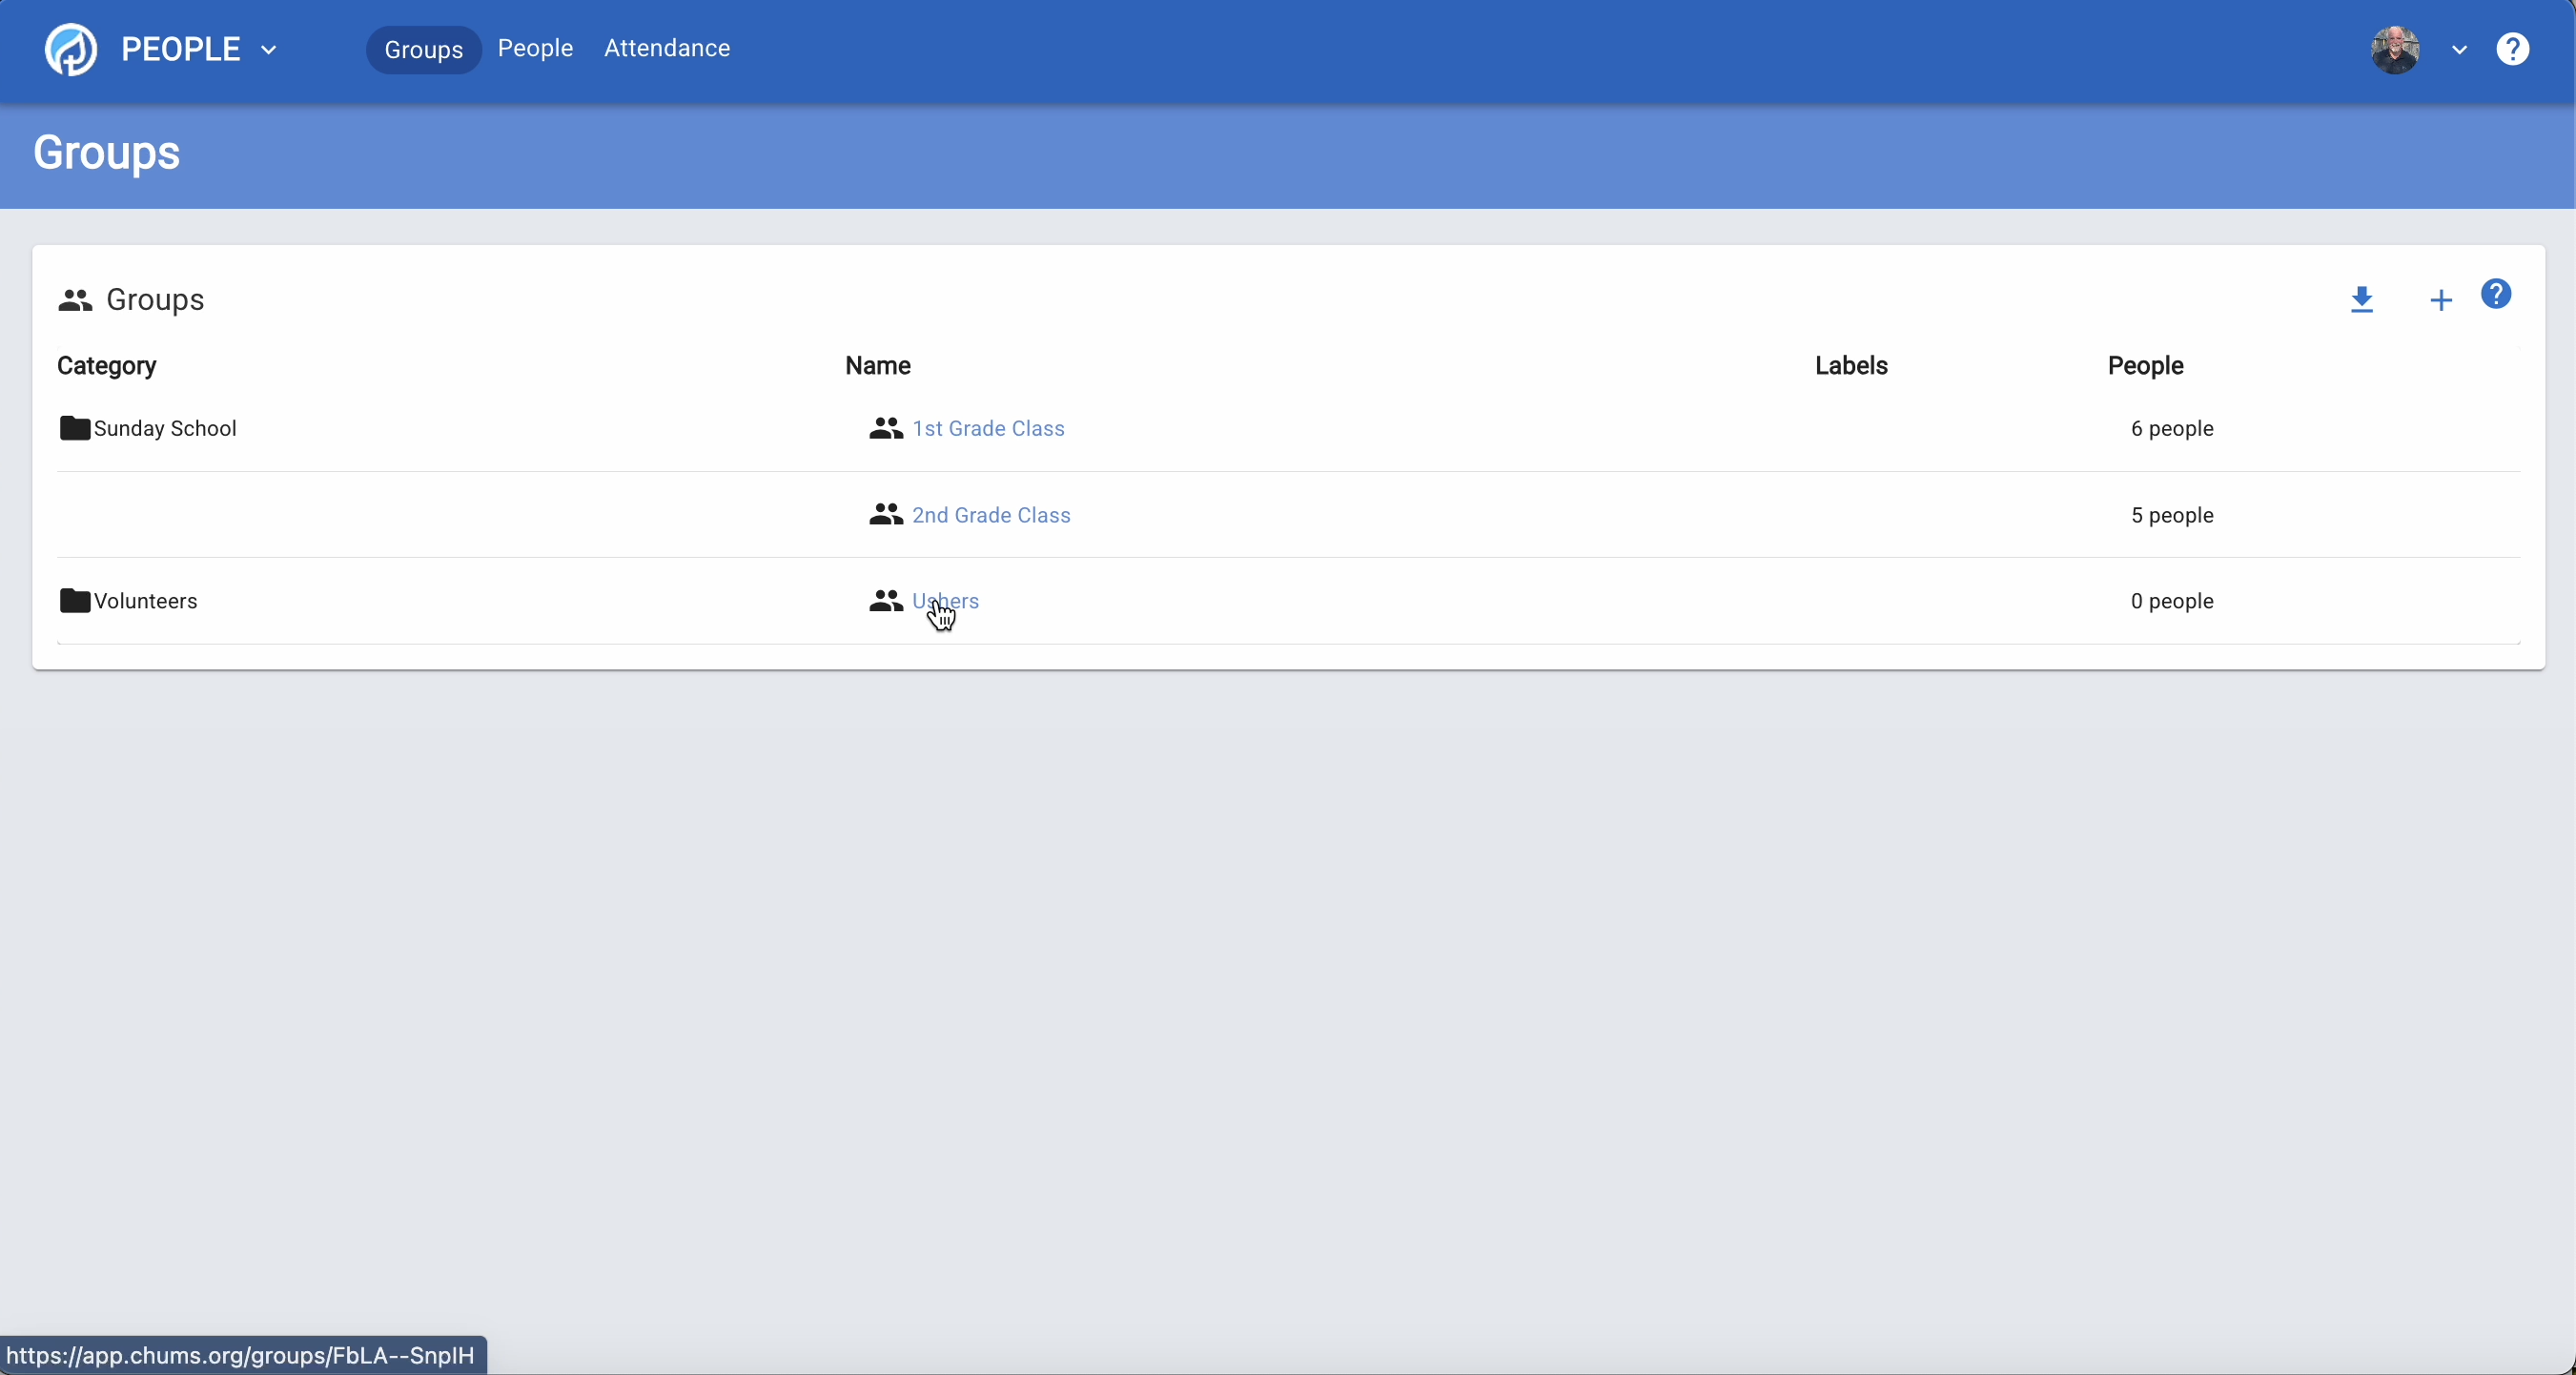 PEOPLE Groups People Attendance
Groups
Groups
Category Name Labels People
Sunday School 1st Grade Class 6 people
2nd Grade Class 5 people
Volunteers Ushers 0 people
https://app.chums.org/groups/FbLA--SnpIH